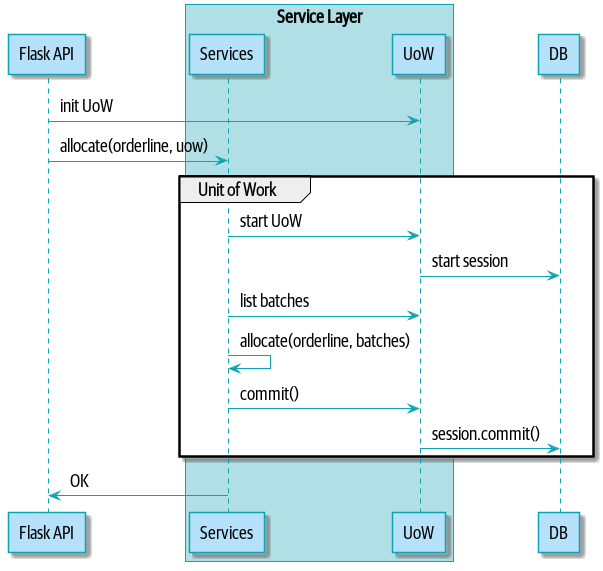 Service Layer
Flask API
Services
UoW
DB
init UoW
allocate(orderline, uow)
Unit of Work
start UoW
start session
list batches
allocate(orderline, batches)
commit()
session.commit()
OK
Flask API
Services
UoW
DB